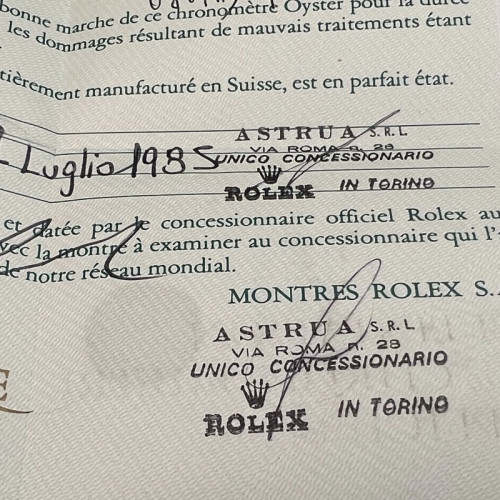 bonne marche de ce chronomètre Oyster pour la durée
les dommages résultant de mauvais traitements étant
tièrement manufacturé en Suisse, est en parfait état.
ASTRUA S.R.L
VIA ROMA n. 28
Luglio 1985
UNICO CONCESSIONARIO
ROLEX IN TORINO
et datée par le concessionnaire officiel Rolex au
vec la montre à examiner au concessionnaire qui l'
de notre réseau mondial.
MONTRES ROLEX S.A
ASTRUA S.R.L
VIA ROMA n. 28
UNICO CONCESSIONARIO
ROLEX IN TORINO
E